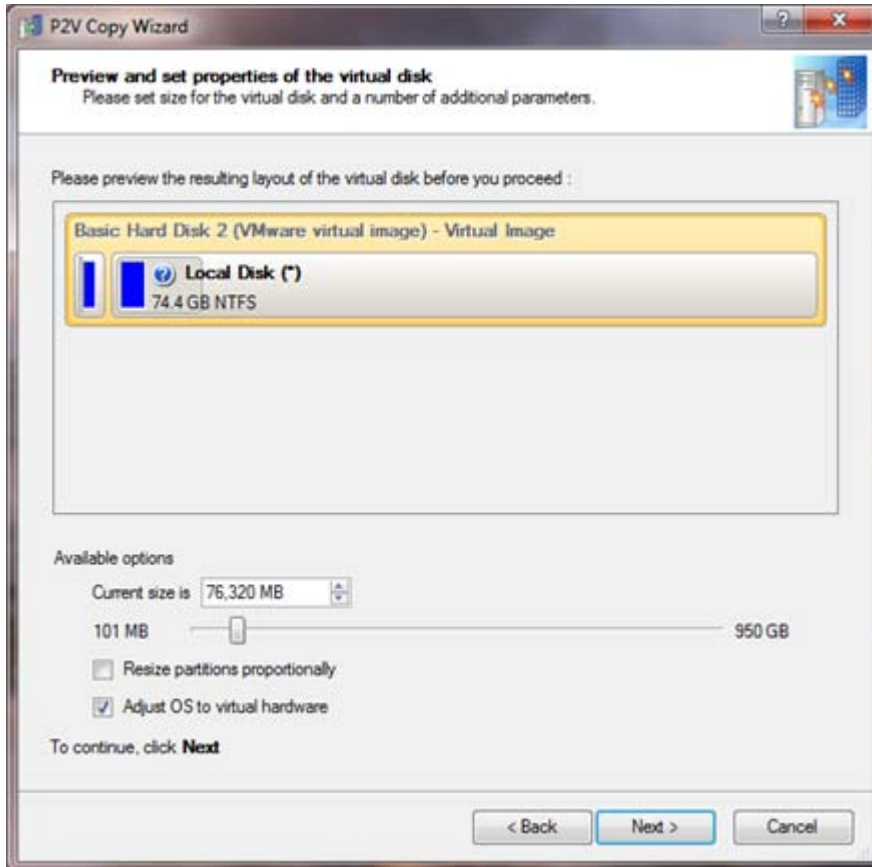 P2V Copy Wizard
Preview and set properties of the virtual disk
Please set size for the virtual disk and a number of additional parameters.
Please preview the resulting layout of the virtual disk before you proceed :
Basic Hard Disk 2 (VMware virtual image) - Virtual Image
Local Disk (*)
74.4 GB NTFS
Available options
Current size is 76,320 MB
101 MB 950 GB
Resize partitions proportionally
Adjust OS to virtual hardware
To continue, click Next
< Back Next > Cancel